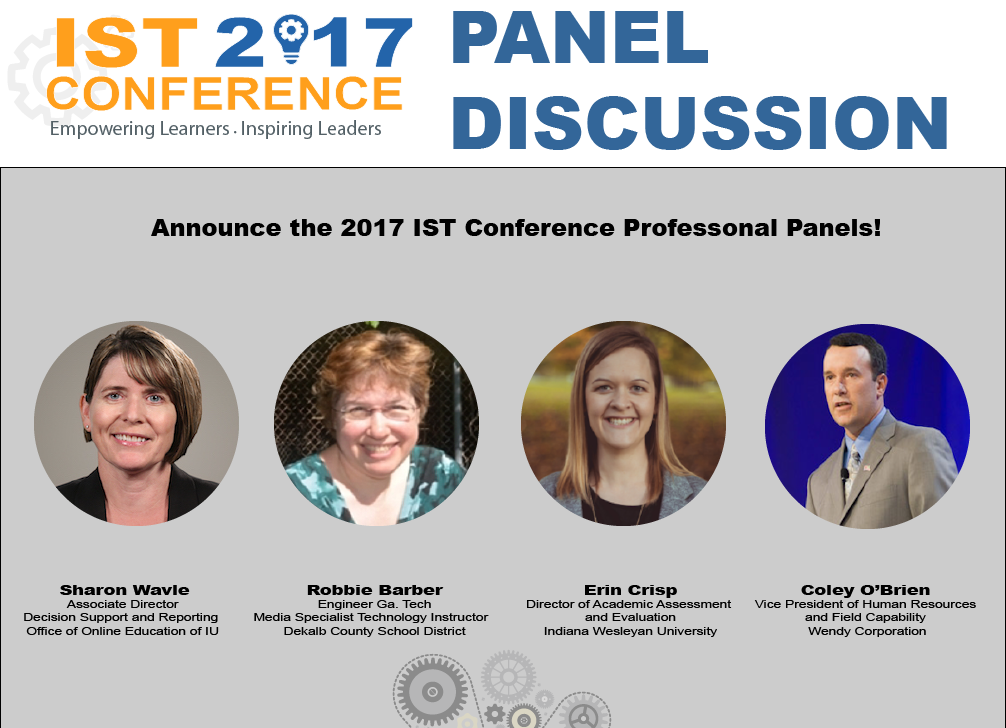 IST 2017
CONFERENCE
Empowering Learners . Inspiring Leaders
PANEL
DISCUSSION
Announce the 2017 IST Conference Professonal Panels!
Sharon Wavle
Associate Director
Decision Support and Reporting
Office of Online Education of IU
Robbie Barber
Engineer Ga. Tech
Media Specialist Technology Instructor
Dekalb County School District
Erin Crisp
Director of Academic Assessment
and Evaluation
Indiana Wesleyan University
Coley O'Brien
Vice President of Human Resources
and Field Capability
Wendy Corporation